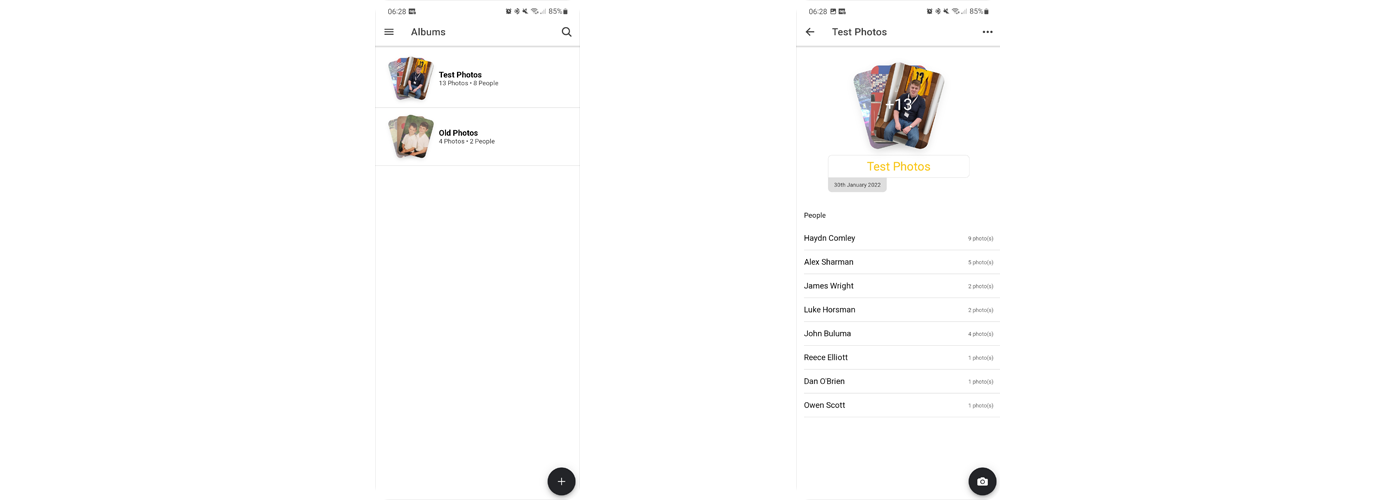 06:28
85%
Albums
Test Photos
13 Photos • 8 People
Old Photos
4 Photos • 2 People
06:28
85%
Test Photos
+13
Test Photos
30th January 2022
People
Haydn Comley 9 photo(s)
Alex Sharman 5 photo(s)
James Wright 2 photo(s)
Luke Horsman 2 photo(s)
John Buluma 4 photo(s)
Reece Elliott 1 photo(s)
Dan O'Brien 1 photo(s)
Owen Scott 1 photo(s)